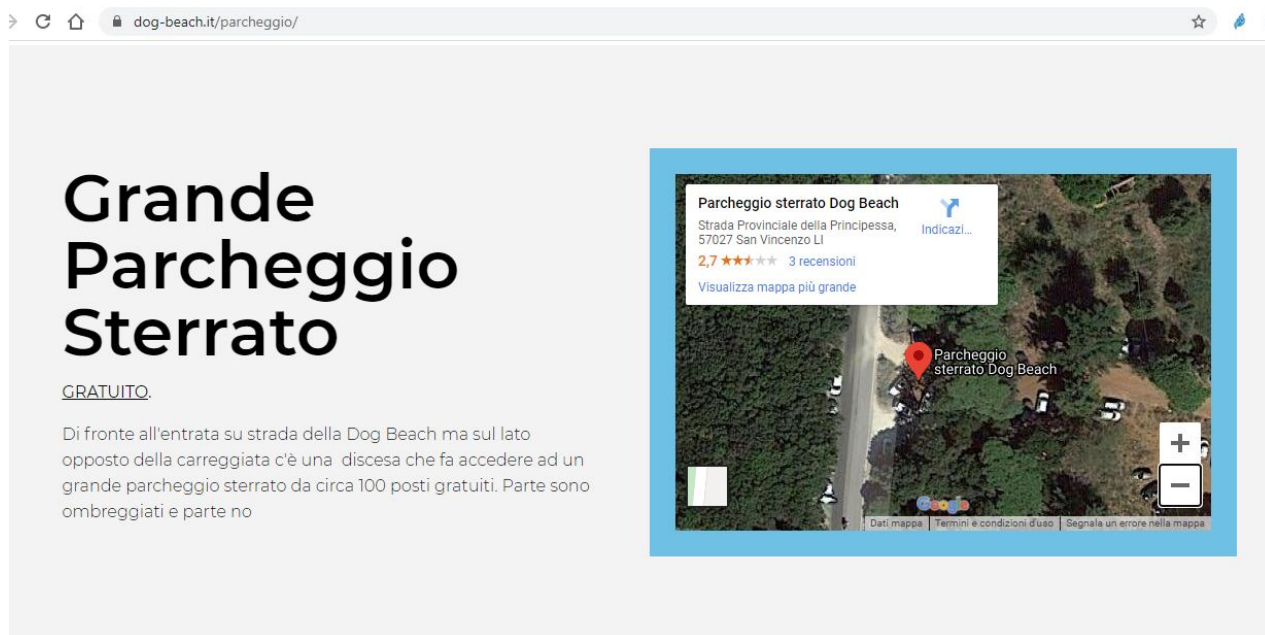 dog-beach.it/parcheggio/
Grande
Parcheggio
Sterrato
GRATUITO.
Di fronte all'entrata su strada della Dog Beach ma sul lato
opposto della carreggiata c'è una  discesa che fa accedere ad un
grande parcheggio sterrato da circa 100 posti gratuiti. Parte sono
ombreggiati e parte no
Parcheggio sterrato Dog Beach
Strada Provinciale della Principessa,
57027 San Vincenzo LI
Indicazi...
2,7 3 recensioni
Visualizza mappa più grande
Parcheggio
sterrato Dog Beach
Google
Dati mappa Termini e condizioni d'uso Segnala un errore nella mappa